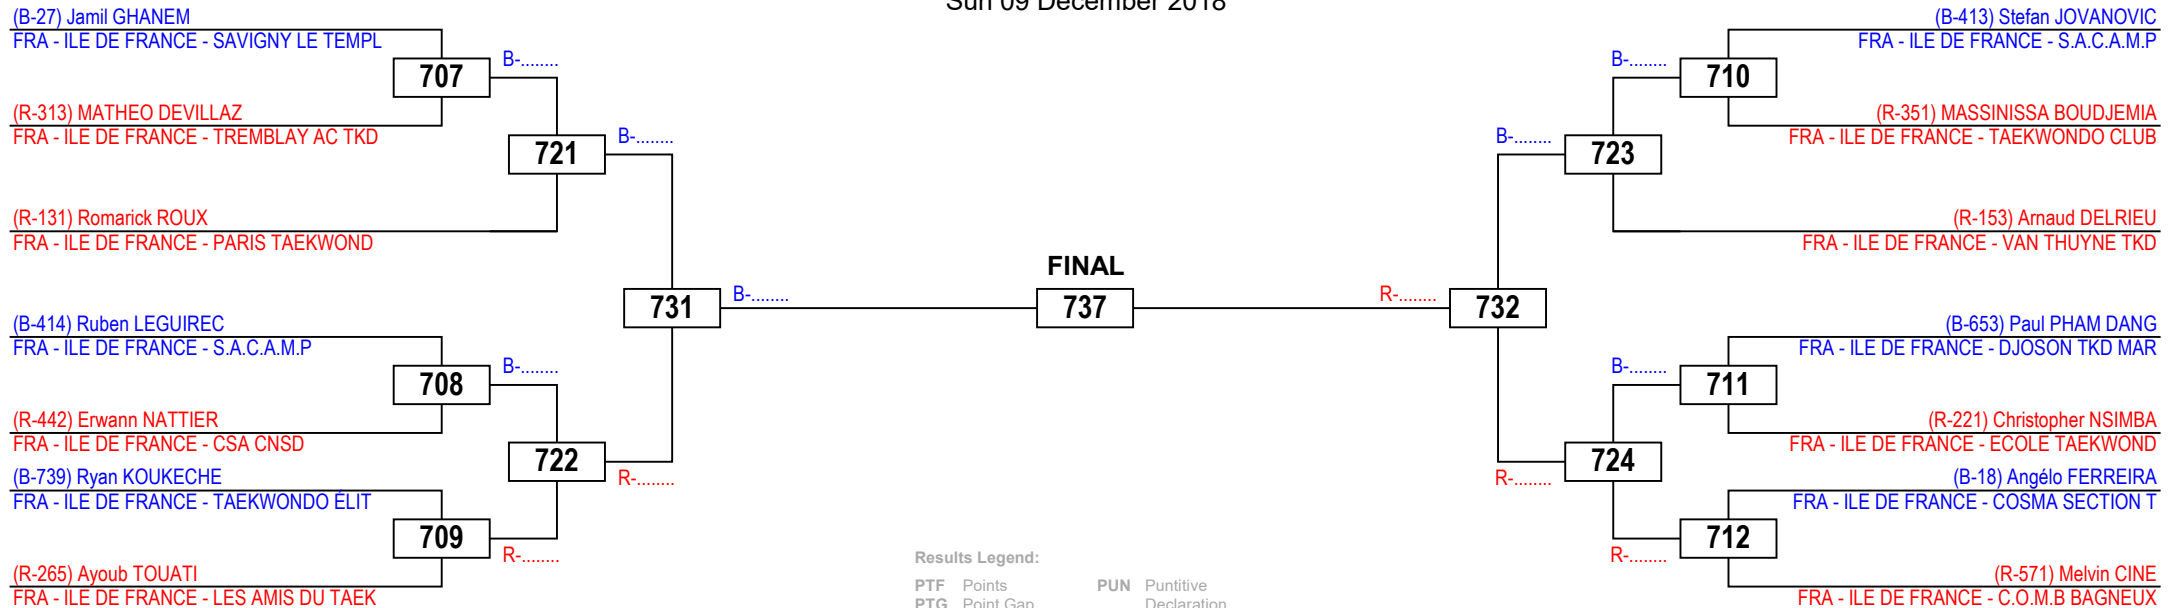 Sun 09 December 2018
(B-27) Jamil GHANEM
FRA - ILE DE FRANCE - SAVIGNY LE TEMPL
707
B-........
(R-313) MATHEO DEVILLAZ
FRA - ILE DE FRANCE - TREMBLAY AC TKD
721
B-........
(R-131) Romarick ROUX
FRA - ILE DE FRANCE - PARIS TAEKWOND
731
B-........
(B-414) Ruben LEGUIREC
FRA - ILE DE FRANCE - S.A.C.A.M.P
708
B-........
(R-442) Erwann NATTIER
FRA - ILE DE FRANCE - CSA CNSD
722
R-........
(B-739) Ryan KOUKECHE
FRA - ILE DE FRANCE - TAEKWONDO ÉLIT
709
R-........
(R-265) Ayoub TOUATI
FRA - ILE DE FRANCE - LES AMIS DU TAEK
FINAL
737
(B-413) Stefan JOVANOVIC
FRA - ILE DE FRANCE - S.A.C.A.M.P
B-........
710
(R-351) MASSINISSA BOUDJEMIA
FRA - ILE DE FRANCE - TAEKWONDO CLUB
B-........
723
(R-153) Arnaud DELRIEU
FRA - ILE DE FRANCE - VAN THUYNE TKD
R-........
732
(B-653) Paul PHAM DANG
FRA - ILE DE FRANCE - DJOSON TKD MAR
B-........
711
(R-221) Christopher NSIMBA
FRA - ILE DE FRANCE - ECOLE TAEKWOND
R-........
724
(B-18) Angélo FERREIRA
FRA - ILE DE FRANCE - COSMA SECTION T
R-........
712
(R-571) Melvin CINE
FRA - ILE DE FRANCE - C.O.M.B BAGNEUX
Results Legend:
PTF Points PUN Puntitive
PTG Point Gap Declaration